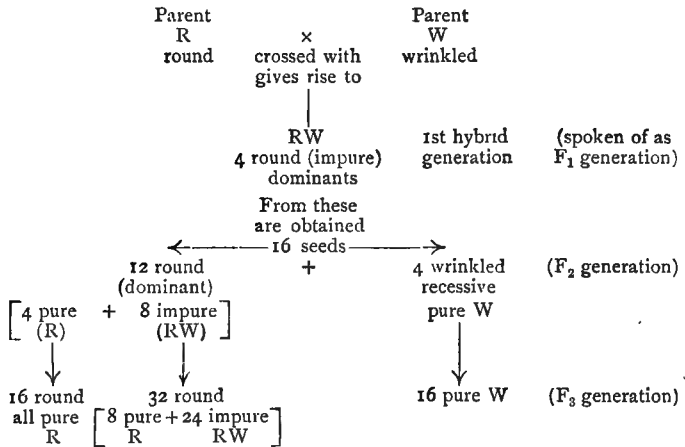 Parent Parent
R × W
round crossed with wrinkled
gives rise to
RW 1st hybrid (spoken of as
4 round (impure) generation F₁ generation)
dominants
From these
are obtained
16 seeds
12 round + 4 wrinkled (F₂ generation)
(dominant) recessive
[4 pure + 8 impure] pure W
(R) (RW)
16 round 32 round 16 pure W (F₃ generation)
all pure [8 pure + 24 impure]
R R RW